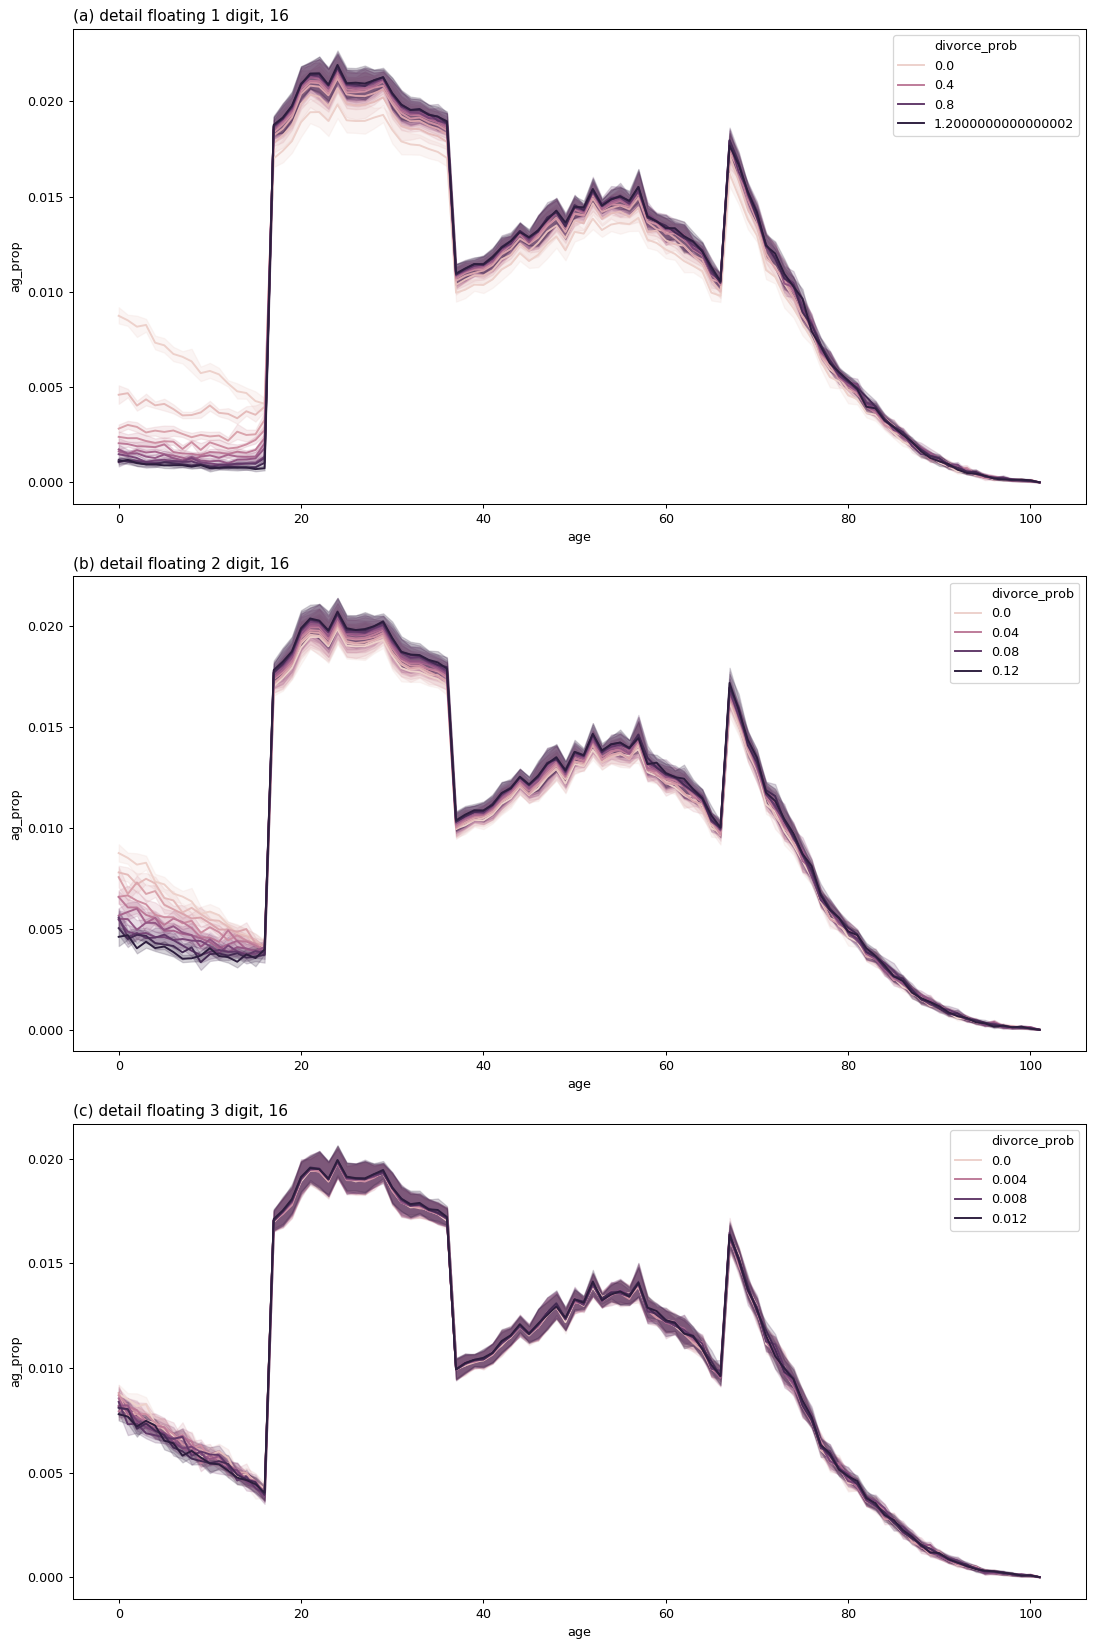 (a) detail floating 1 digit, 16
divorce_prob
0.0
0.4
0.8
1.2000000000000002
0.020
0.015
0.010
0.005
0.000
ag_prop
0 20 40 60 80 100
age
(b) detail floating 2 digit, 16
divorce_prob
0.0
0.04
0.08
0.12
0.020
0.015
0.010
0.005
0.000
ag_prop
0 20 40 60 80 100
age
(c) detail floating 3 digit, 16
divorce_prob
0.0
0.004
0.008
0.012
0.020
0.015
0.010
0.005
0.000
ag_prop
0 20 40 60 80 100
age